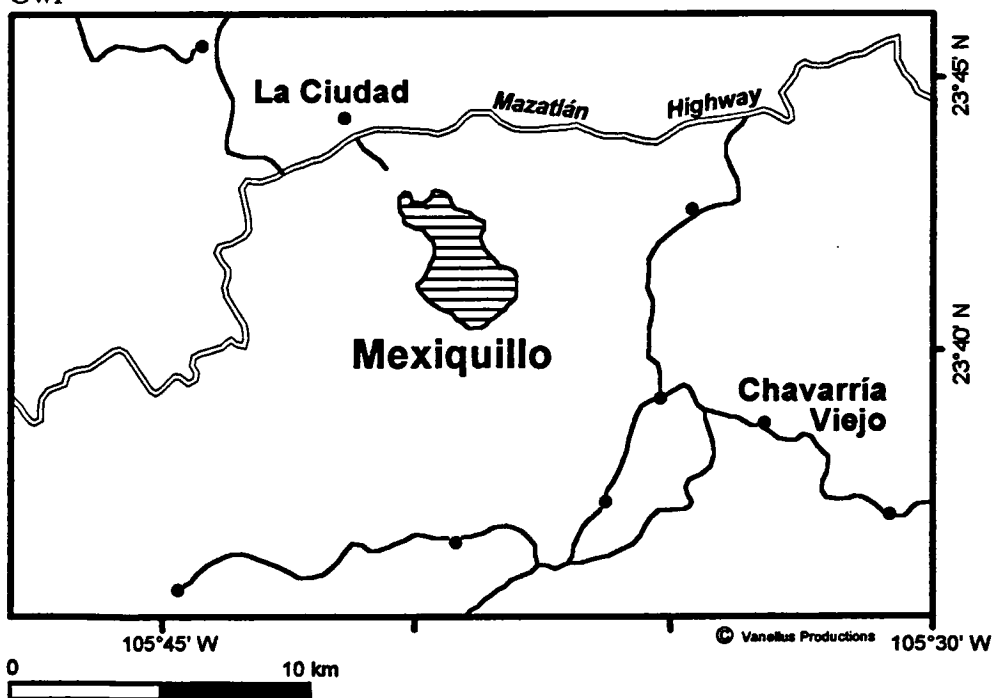 La Ciudad
Mazatlán Highway
23°45' N
Mexiquillo
23°40' N
Chavarría
Viejo
105°45' W
© Vanellus Productions
105°30' W
0 10 km